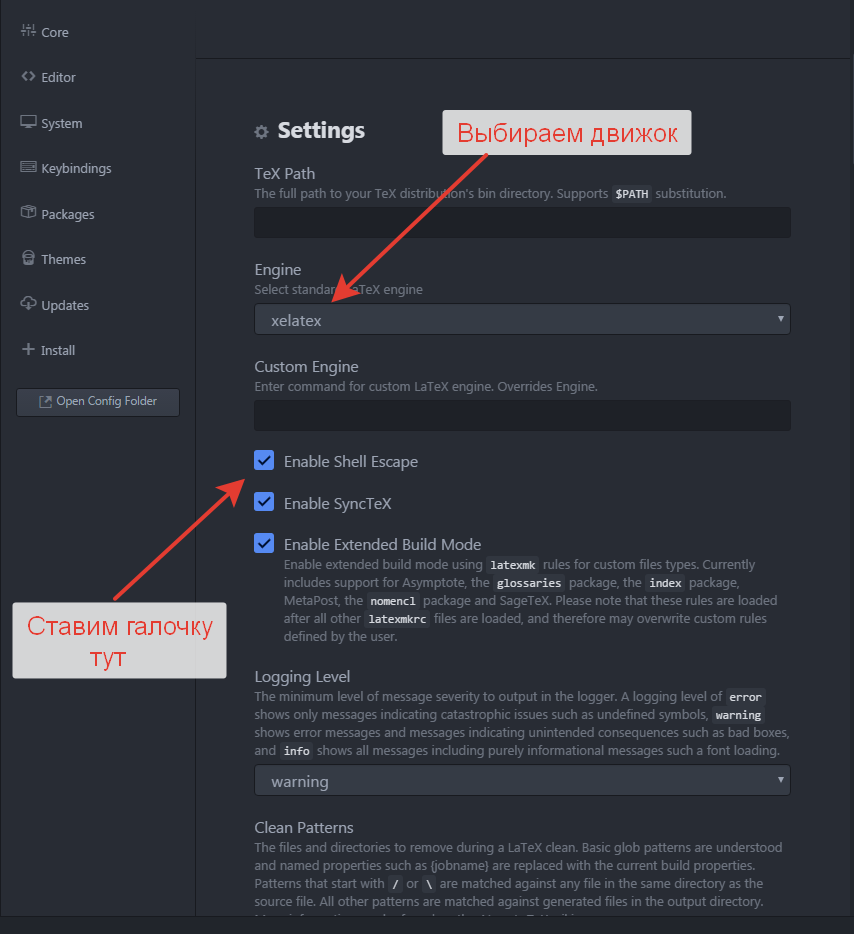 Core
Editor
System
Keybindings
Packages
Themes
Updates
Install
Open Config Folder
Settings
Выбираем движок
TeX Path
The full path to your TeX distribution's bin directory. Supports $PATH substitution.
Engine
Select standard LaTeX engine
xelatex
Custom Engine
Enter command for custom LaTeX engine. Overrides Engine.
Enable Shell Escape
Enable SyncTeX
Enable Extended Build Mode
Enable extended build mode using latexmk rules for custom files types. Currently
includes support for Asymptote, the glossaries package, the index package,
MetaPost, the nomencl package and SageTeX. Please note that these rules are loaded
after all other latexmkrc files are loaded, and therefore may overwrite custom rules
defined by the user.
Ставим галочку
тут
Logging Level
The minimum level of message severity to output in the logger. A logging level of error
shows only messages indicating catastrophic issues such as undefined symbols, warning
shows error messages and messages indicating unintended consequences such as bad boxes,
and info shows all messages including purely informational messages such a font loading.
warning
Clean Patterns
The files and directories to remove during a LaTeX clean. Basic glob patterns are understood
and named properties such as {jobname} are replaced with the current build properties.
Patterns that start with / or \ are matched against any file in the same directory as the
source file. All other patterns are matched against generated files in the output directory.